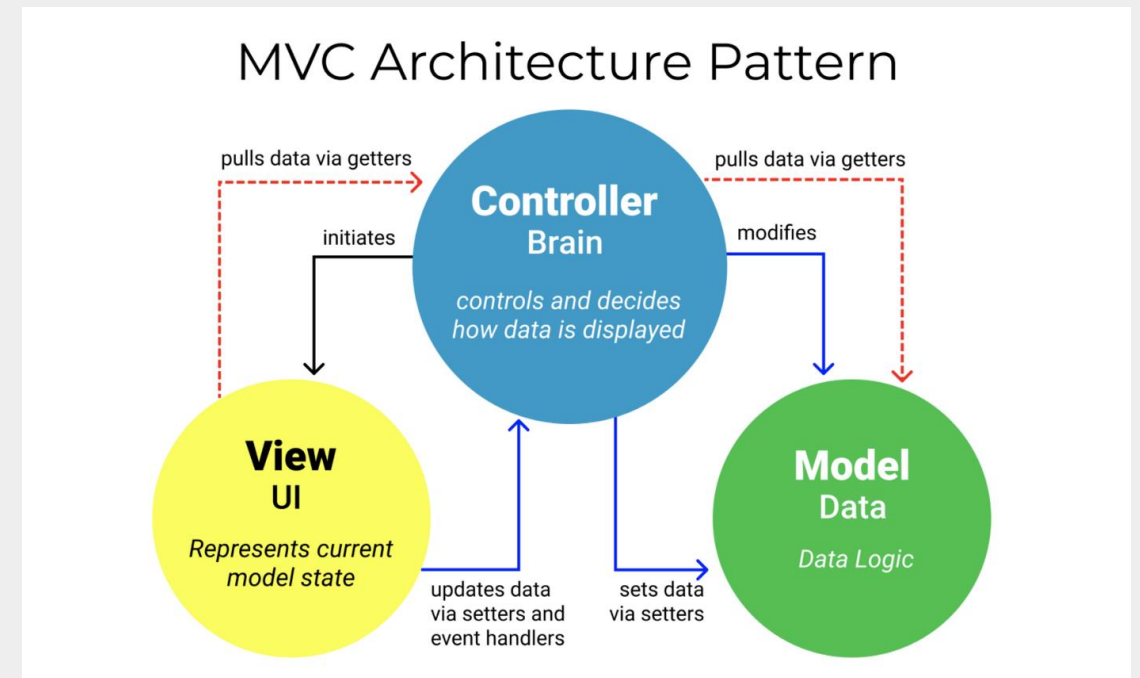 MVC Architecture Pattern
pulls data via getters
pulls data via getters
Controller
Brain
controls and decides
how data is displayed
initiates
modifies
View
UI
Represents current
model state
Model
Data
Data Logic
updates data
via setters and
event handlers
sets data
via setters